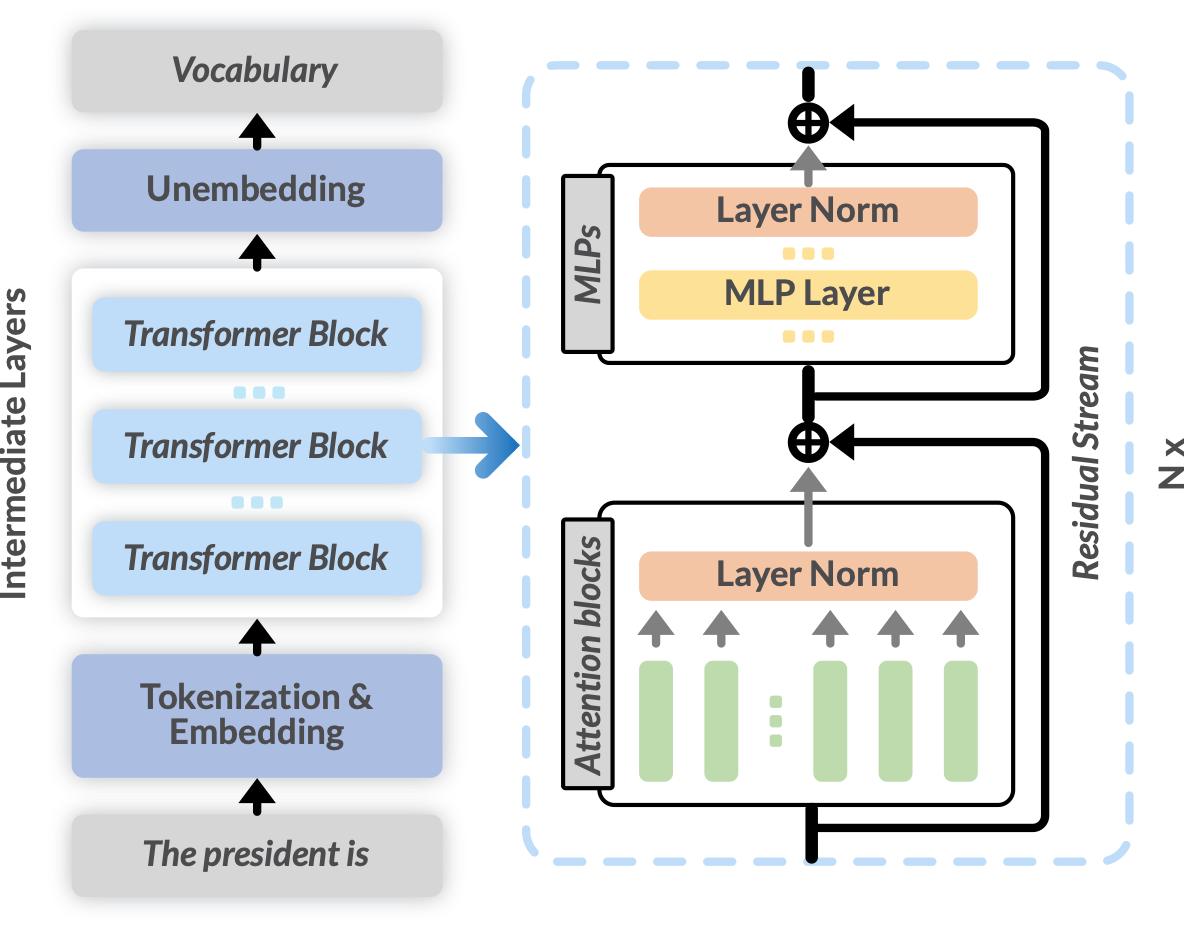 Vocabulary
Unembedding
Intermediate Layers
Transformer Block
Transformer Block
Transformer Block
Tokenization &
Embedding
The president is
MLPs
Layer Norm
MLP Layer
Attention blocks
Layer Norm
Residual Stream
N x